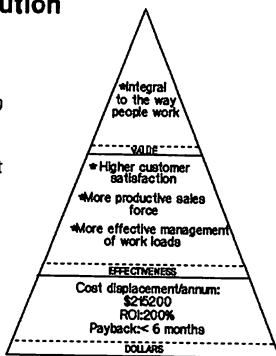 ution
*Integral
to the way
people work
VALUE
*Higher customer
satisfaction
*More productive sales
force
*More effective management
of work loads
EFFECTIVENESS
Cost displacement/annum:
$215200
ROI:200%
Payback:< 6 months
DOLLARS